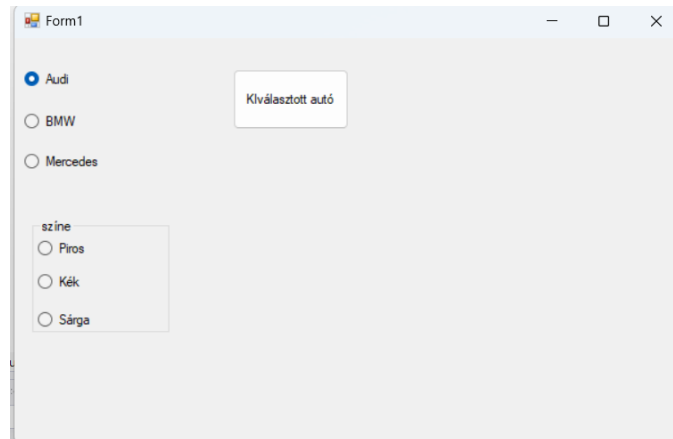 Form1
Audi
KIválasztott autó
BMW
Mercedes
színe
Piros
Kék
Sárga